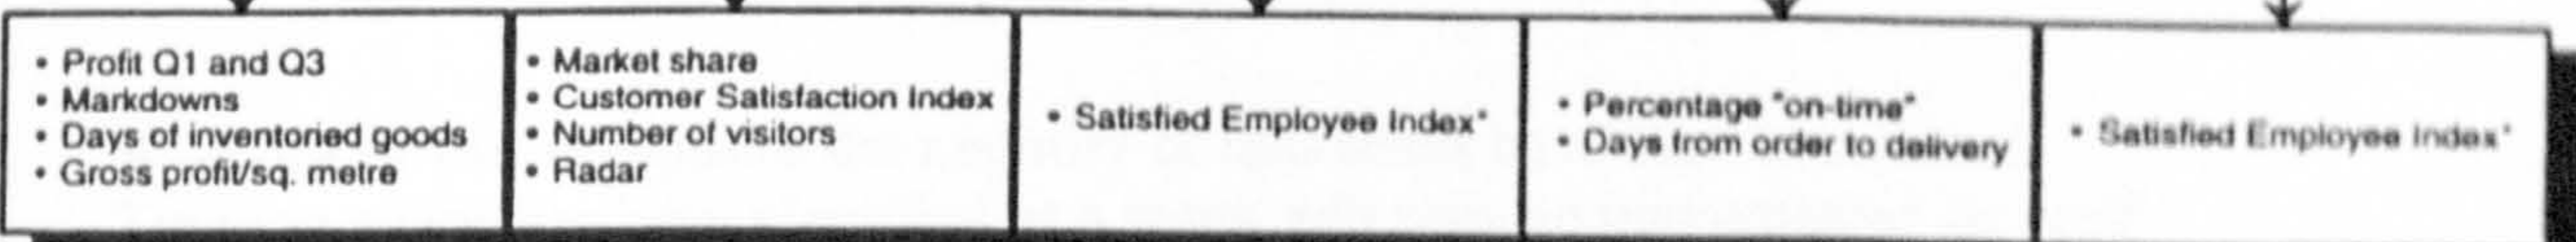 • Profit Q1 and Q3
• Markdowns
• Days of inventoried goods
• Gross profit/sq. metre
• Market share
• Customer Satisfaction Index
• Number of visitors
• Radar
• Satisfied Employee Index*
• Percentage "on-time"
• Days from order to delivery
• Satisfied Employee Index*